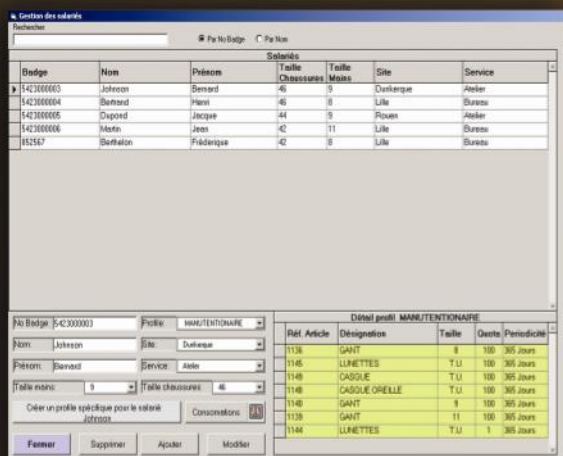 Gestion des salariés
Rechercher
Par No Badge Par Nom
Salariés
Badge Nom Prénom Taille Chaussures Taille Mains Site Service
5423000003 Johnson Bernard 46 9 Dunkerque Atelier
5423000004 Bertrand Henri 46 8 Lille Bureau
5423000005 Dupond Jacque 44 9 Rouen Atelier
5423000006 Martin Jean 42 11 Lille Bureau
852567 Berthelon Fréderique 42 8 Lille Bureau
No Badge: 5423000003 Profile: MANUTENTIONAIRE
Nom: Johnson Site: Dunkerque
Prénom: Bernard Service: Atelier
Taille mains: 9 Taille chaussures: 46
Créer un profile spécifique pour le salarié Johnson
Consomations
Fermer Supprimer Ajouter Modifier
Détail profil MANUTENTIONAIRE
Réf. Article Désignation Taille Quota Periodicité
1136 GANT 8 100 365 Jours
1145 LUNETTES T.U. 100 365 Jours
1149 CASQUE T.U. 100 365 Jours
1148 CASQUE OREILLE T.U. 100 365 Jours
1140 GANT 9 100 365 Jours
1139 GANT 11 100 365 Jours
1144 LUNETTES T.U. 1 365 Jours